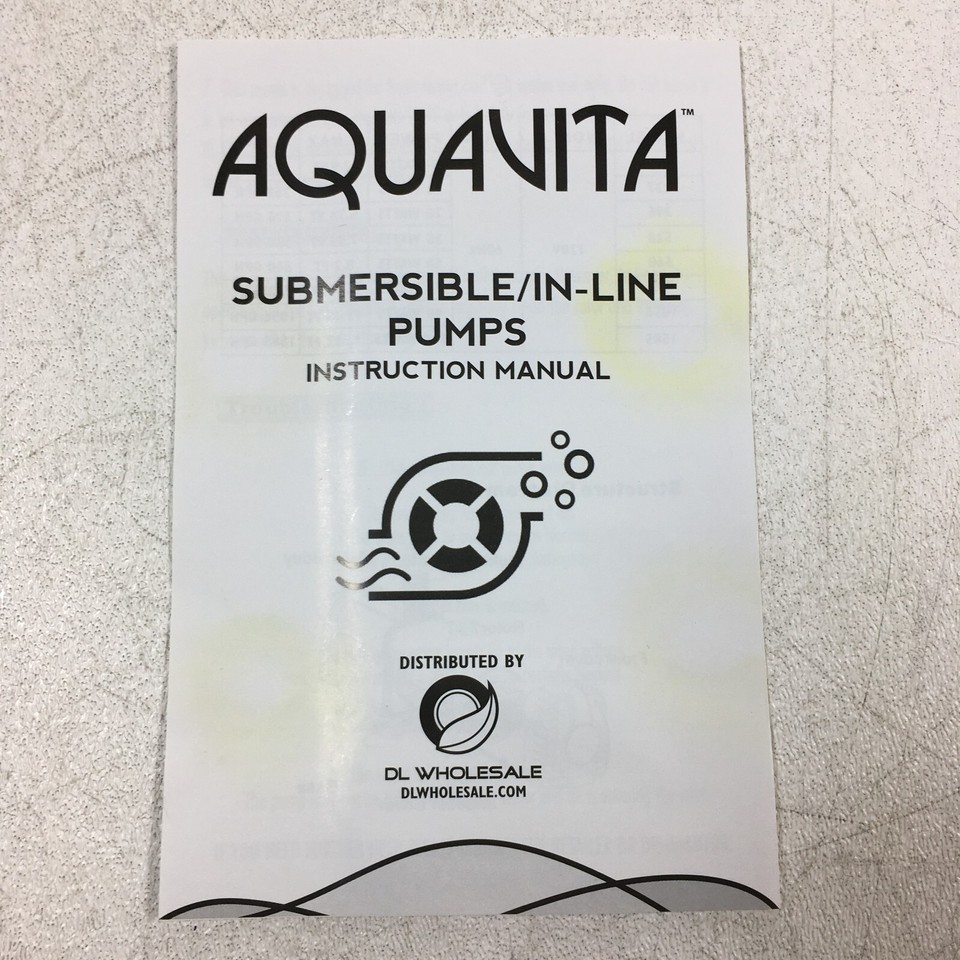 AQUAVITA™
SUBMERSIBLE/IN-LINE
PUMPS
INSTRUCTION MANUAL
DISTRIBUTED BY
DL WHOLESALE
DLWHOLESALE.COM